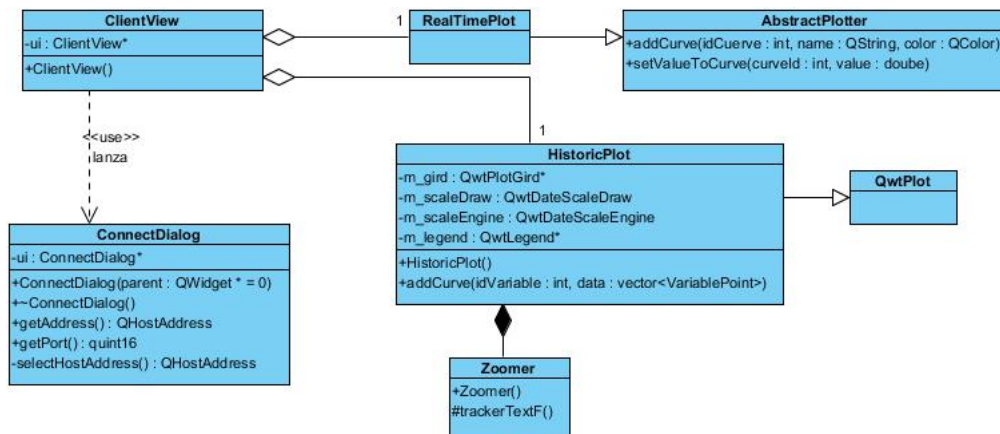 ClientView
-ui : ClientView*
+ClientView()
1
RealTimePlot
AbstractPlotter
+addCurve(idCuerve : int, name : QString, color : QColor)
+setValueToCurve(curveId : int, value : doube)
<<use>>
lanza
1
HistoricPlot
-m_gird : QwtPlotGird*
-m_scaleDraw : QwtDateScaleDraw
-m_scaleEngine : QwtDateScaleEngine
-m_legend : QwtLegend*
+HistoricPlot()
+addCurve(idVariable : int, data : vector<VariablePoint>)
QwtPlot
ConnectDialog
-ui : ConnectDialog*
+ConnectDialog(parent : QWidget * = 0)
+~ConnectDialog()
+getAddress() : QHostAddress
+getPort() : quint16
-selectHostAddress() : QHostAddress
Zoomer
+Zoomer()
#trackerTextF()